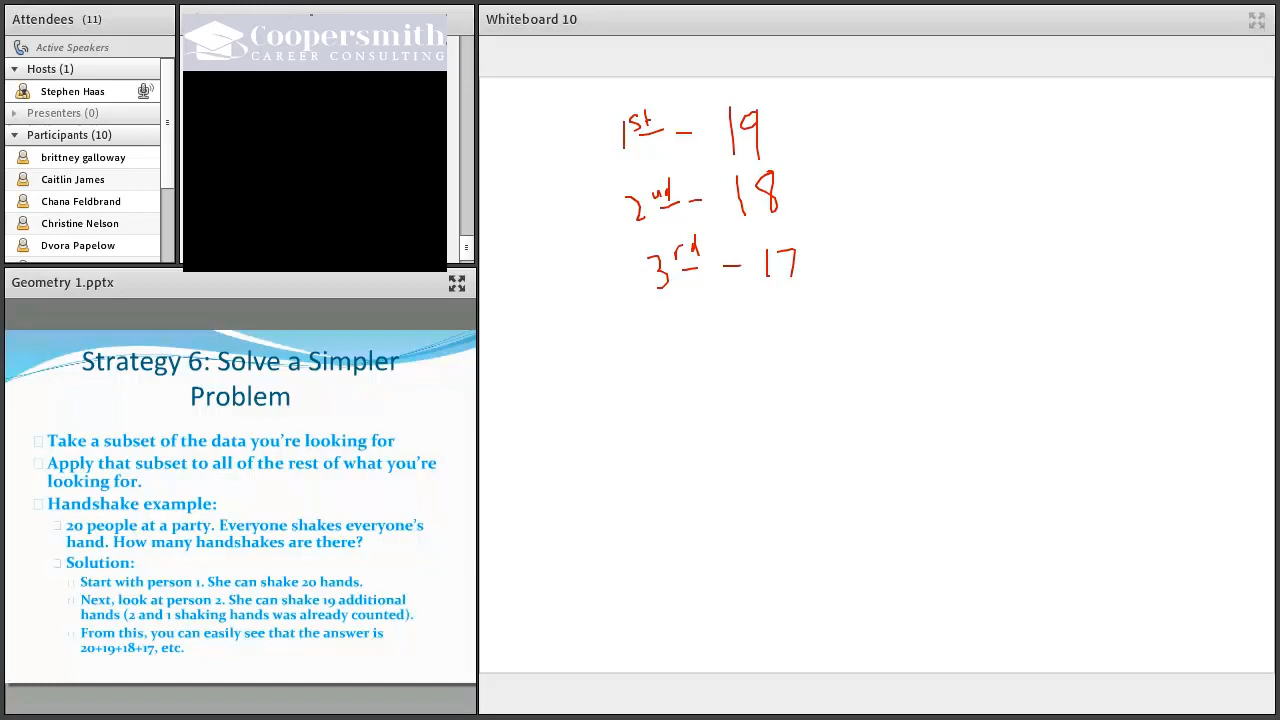 Attendees (11)
Active Speakers
Hosts (1)
Stephen Haas
Presenters (0)
Participants (10)
brittney galloway
Caitlin James
Chana Feldbrand
Christine Nelson
Dvora Papelow
Coopersmith
CAREER CONSULTING
Geometry 1.pptx
Strategy 6: Solve a Simpler
Problem
Take a subset of the data you're looking for
Apply that subset to all of the rest of what you're
looking for.
Handshake example:
20 people at a party. Everyone shakes everyone's
hand. How many handshakes are there?
Solution:
Start with person 1. She can shake 20 hands.
Next, look at person 2. She can shake 19 additional
hands (2 and 1 shaking hands was already counted).
From this, you can easily see that the answer is
20+19+18+17, etc.
Whiteboard 10
1st - 19
2nd - 18
3rd - 17